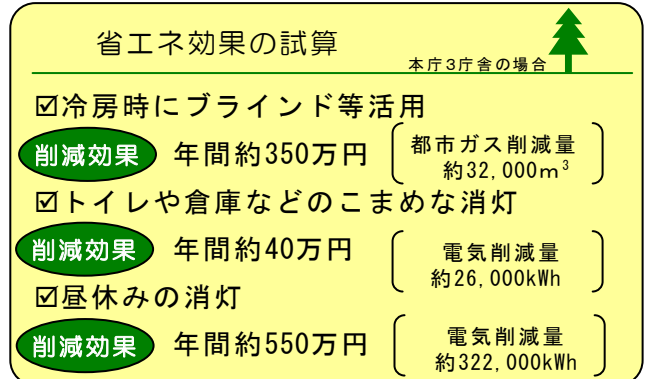 省エネ効果の試算
本庁3庁舎の場合
☑冷房時にブラインド等活用
削減効果 年間約350万円 都市ガス削減量
約32,000m³
☑トイレや倉庫などのこまめな消灯
削減効果 年間約40万円 電気削減量
約26,000kWh
☑昼休みの消灯
削減効果 年間約550万円 電気削減量
約322,000kWh